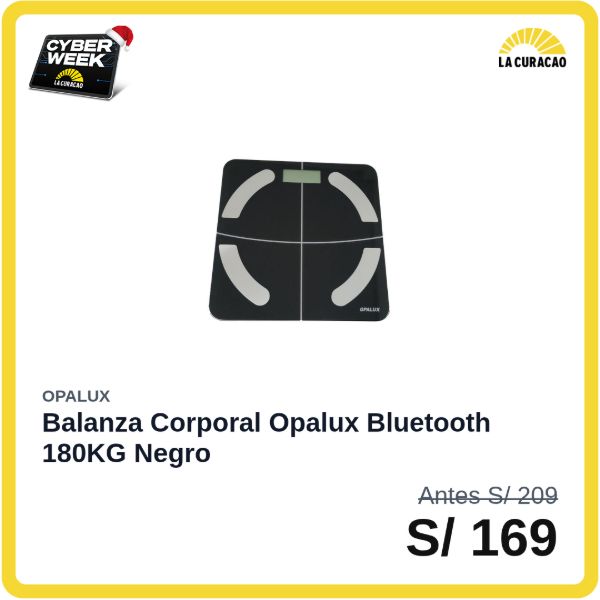 CYBER
WEEK
LA CURACAO
LA CURACAO
OPALUX
OPALUX
Balanza Corporal Opalux Bluetooth
180KG Negro
Antes S/ 209
S/ 169